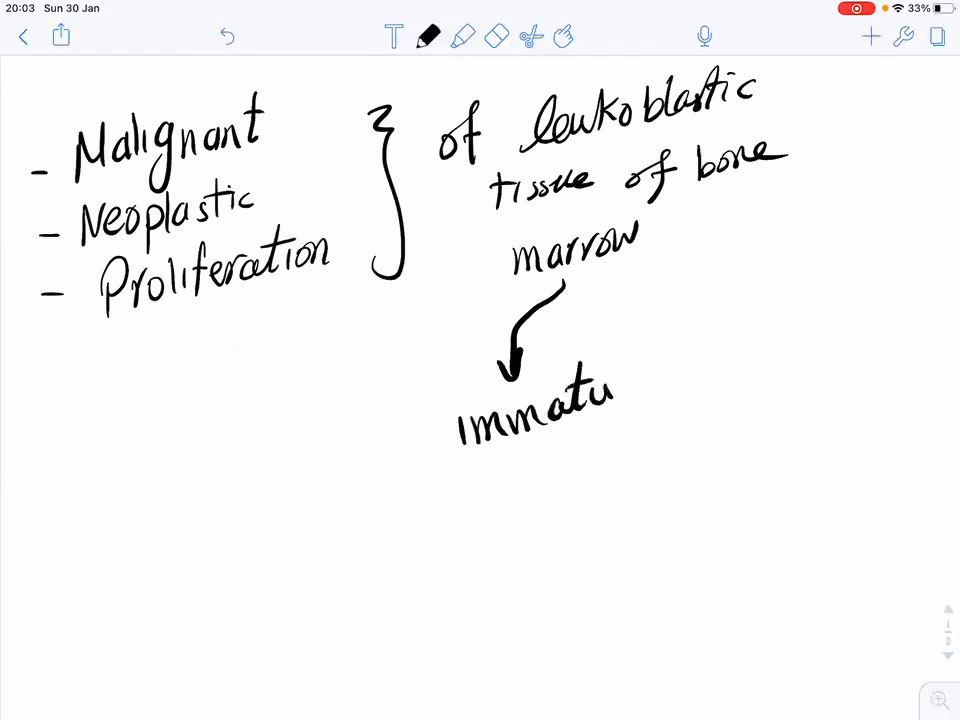 20:03 Sun 30 Jan
33%
- Malignant
- Neoplastic
- Proliferation
of leukoblastic
tissue of bone
marrow
Immatu